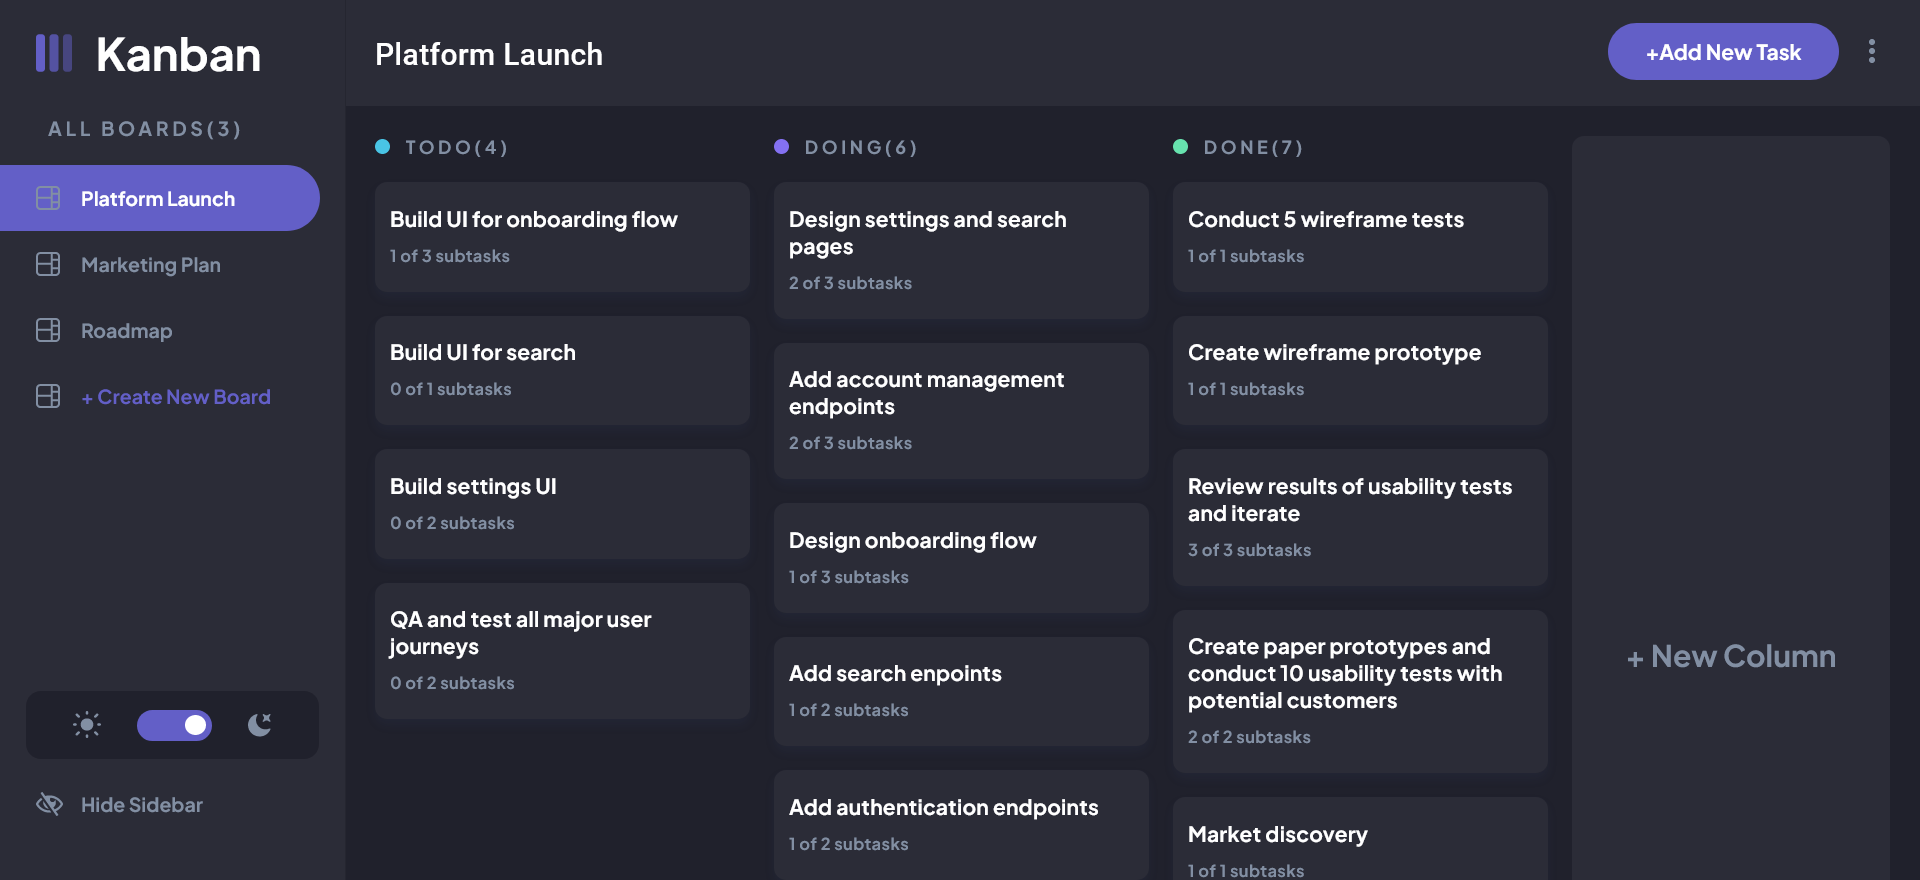 Kanban
ALL BOARDS(3)
Platform Launch
Marketing Plan
Roadmap
+ Create New Board
Hide Sidebar
Platform Launch
+Add New Task
TODO(4)
Build UI for onboarding flow
1 of 3 subtasks
Build UI for search
0 of 1 subtasks
Build settings UI
0 of 2 subtasks
QA and test all major user
journeys
0 of 2 subtasks
DOING(6)
Design settings and search
pages
2 of 3 subtasks
Add account management
endpoints
2 of 3 subtasks
Design onboarding flow
1 of 3 subtasks
Add search enpoints
1 of 2 subtasks
Add authentication endpoints
1 of 2 subtasks
DONE(7)
Conduct 5 wireframe tests
1 of 1 subtasks
Create wireframe prototype
1 of 1 subtasks
Review results of usability tests
and iterate
3 of 3 subtasks
Create paper prototypes and
conduct 10 usability tests with
potential customers
2 of 2 subtasks
Market discovery
1 of 1 subtasks
+ New Column